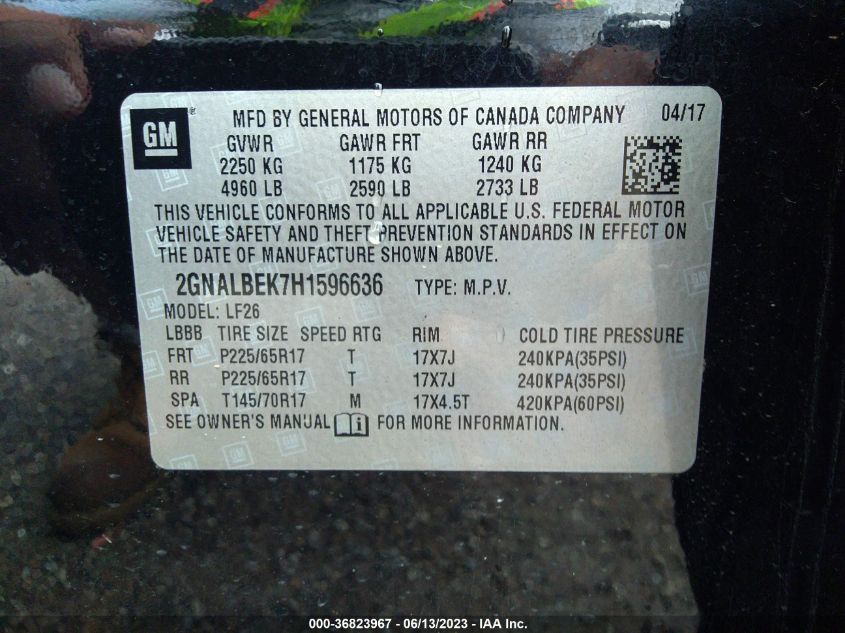 GM
MFD BY GENERAL MOTORS OF CANADA COMPANY 04/17
GVWR GAWR FRT GAWR RR
2250 KG 1175 KG 1240 KG
4960 LB 2590 LB 2733 LB
THIS VEHICLE CONFORMS TO ALL APPLICABLE U.S. FEDERAL MOTOR
VEHICLE SAFETY AND THEFT PREVENTION STANDARDS IN EFFECT ON
THE DATE OF MANUFACTURE SHOWN ABOVE.
2GNALBEK7H1596636 TYPE: M.P.V.
MODEL: LF26
LBBB TIRE SIZE SPEED RTG RIM COLD TIRE PRESSURE
FRT P225/65R17 T 17X7J 240KPA(35PSI)
RR P225/65R17 T 17X7J 240KPA(35PSI)
SPA T145/70R17 M 17X4.5T 420KPA(60PSI)
SEE OWNER'S MANUAL FOR MORE INFORMATION.
000-36823967 - 06/13/2023 - IAA Inc.